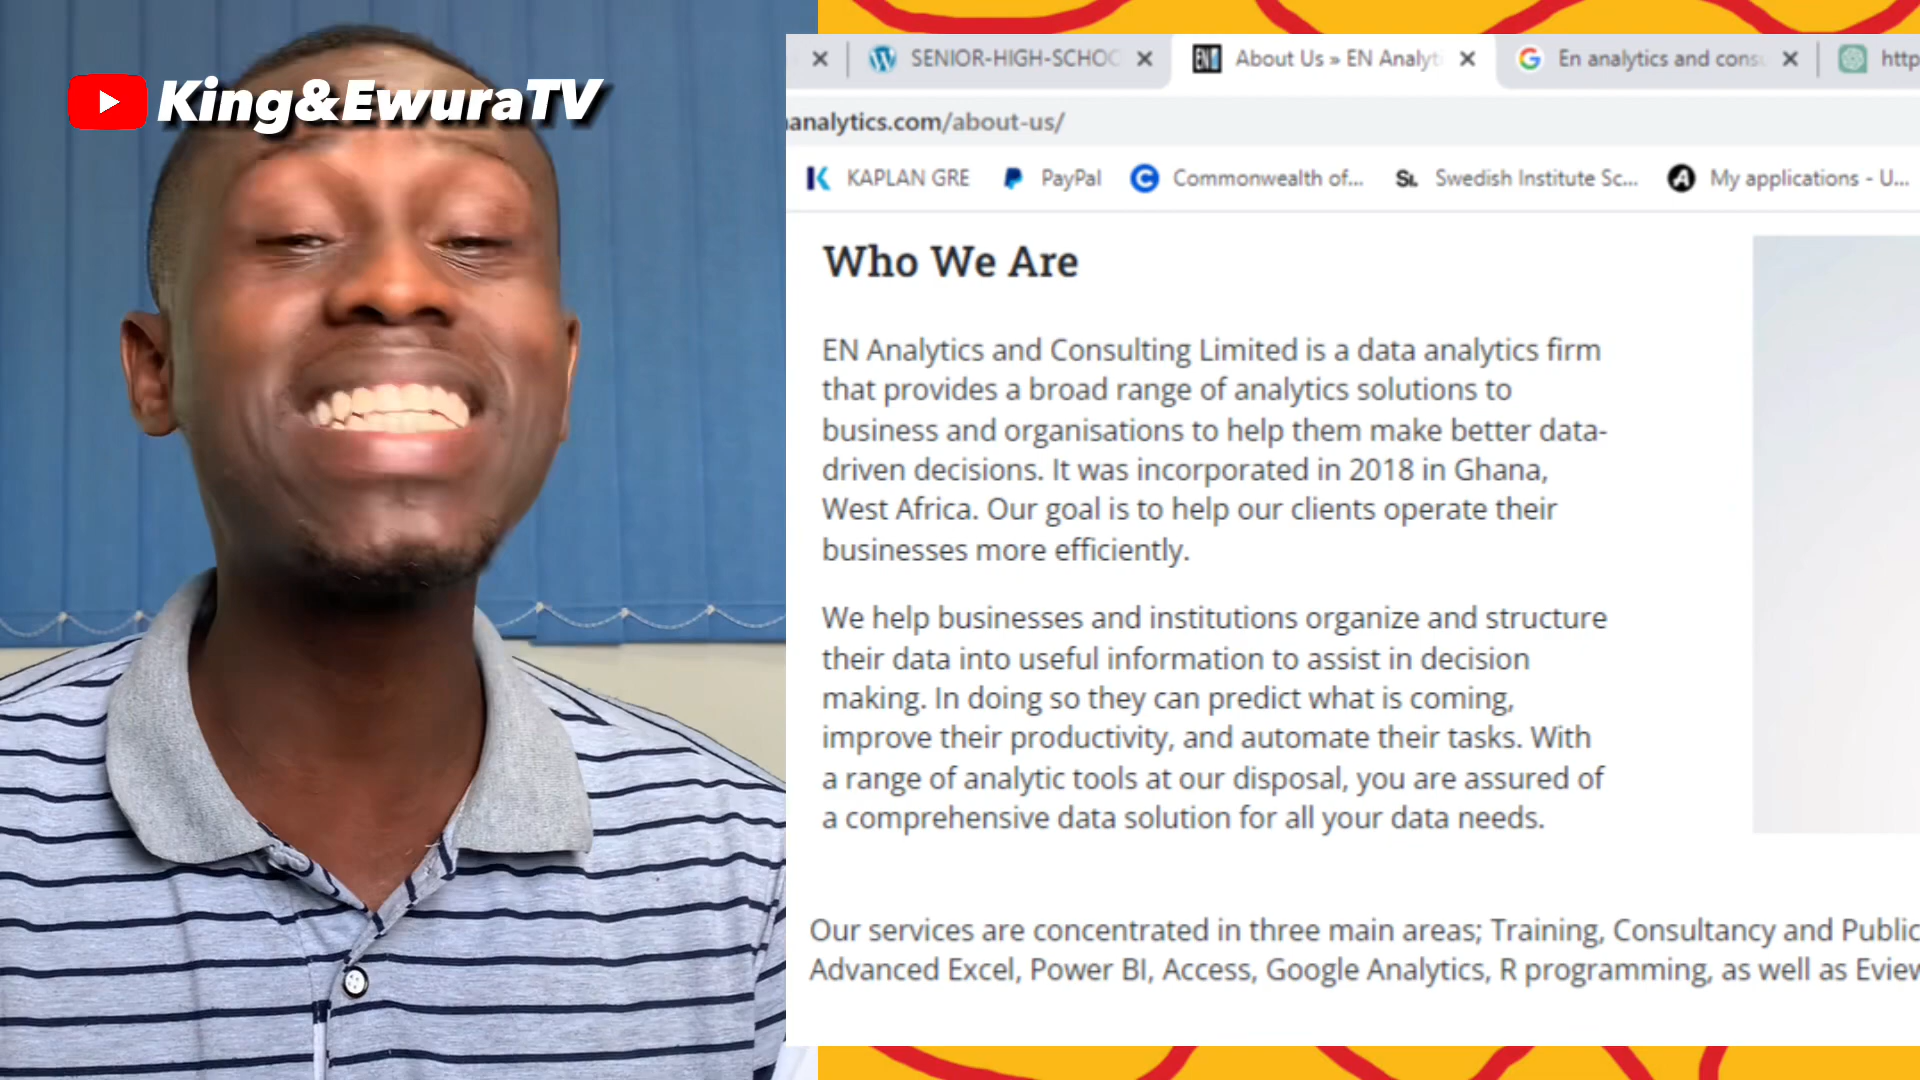 King&EwuraTV
SENIOR-HIGH-SCHOO
About Us » EN Analyti
En analytics and cons
http
analytics.com/about-us/
KAPLAN GRE
PayPal
Commonwealth of...
Swedish Institute Sc...
My applications - U...
Who We Are
EN Analytics and Consulting Limited is a data analytics firm
that provides a broad range of analytics solutions to
business and organisations to help them make better data-
driven decisions. It was incorporated in 2018 in Ghana,
West Africa. Our goal is to help our clients operate their
businesses more efficiently.
We help businesses and institutions organize and structure
their data into useful information to assist in decision
making. In doing so they can predict what is coming,
improve their productivity, and automate their tasks. With
a range of analytic tools at our disposal, you are assured of
a comprehensive data solution for all your data needs.
Our services are concentrated in three main areas; Training, Consultancy and Public
Advanced Excel, Power BI, Access, Google Analytics, R programming, as well as Eview